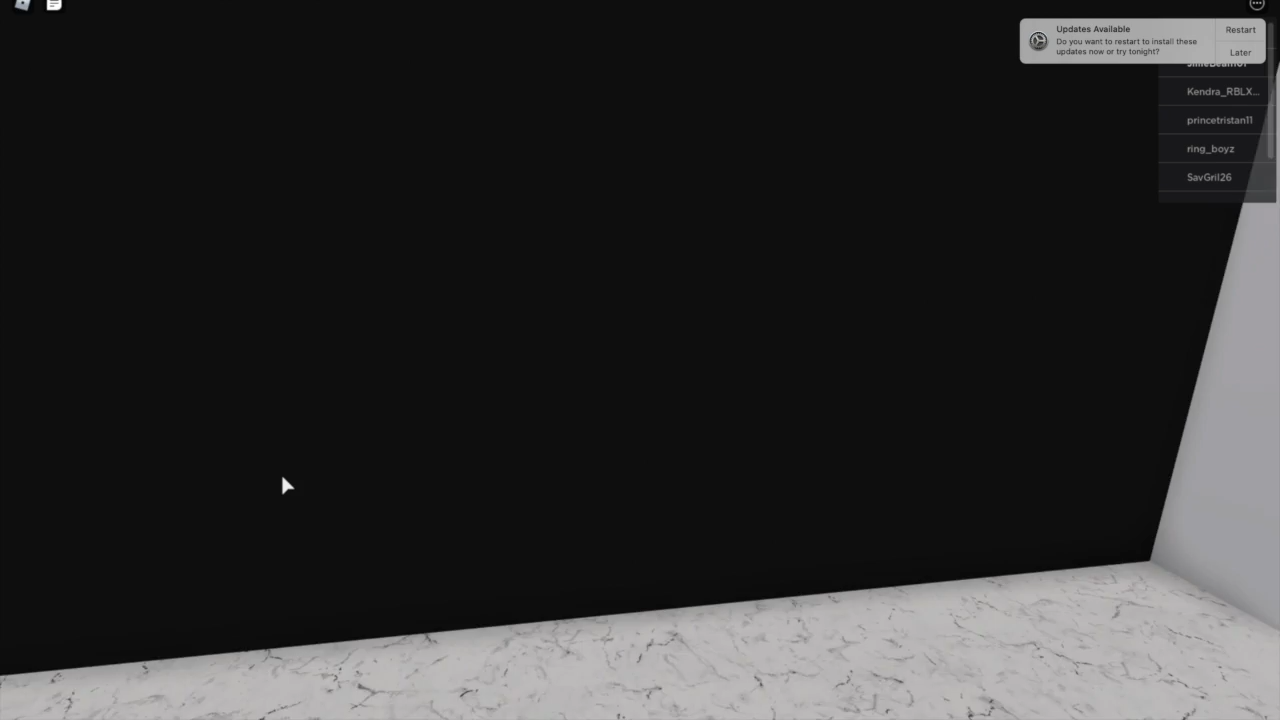 Updates Available
Do you want to restart to install these
updates now or try tonight?
Restart
Later
Kendra_RBLX...
princetristan11
ring_boyz
SavGril26